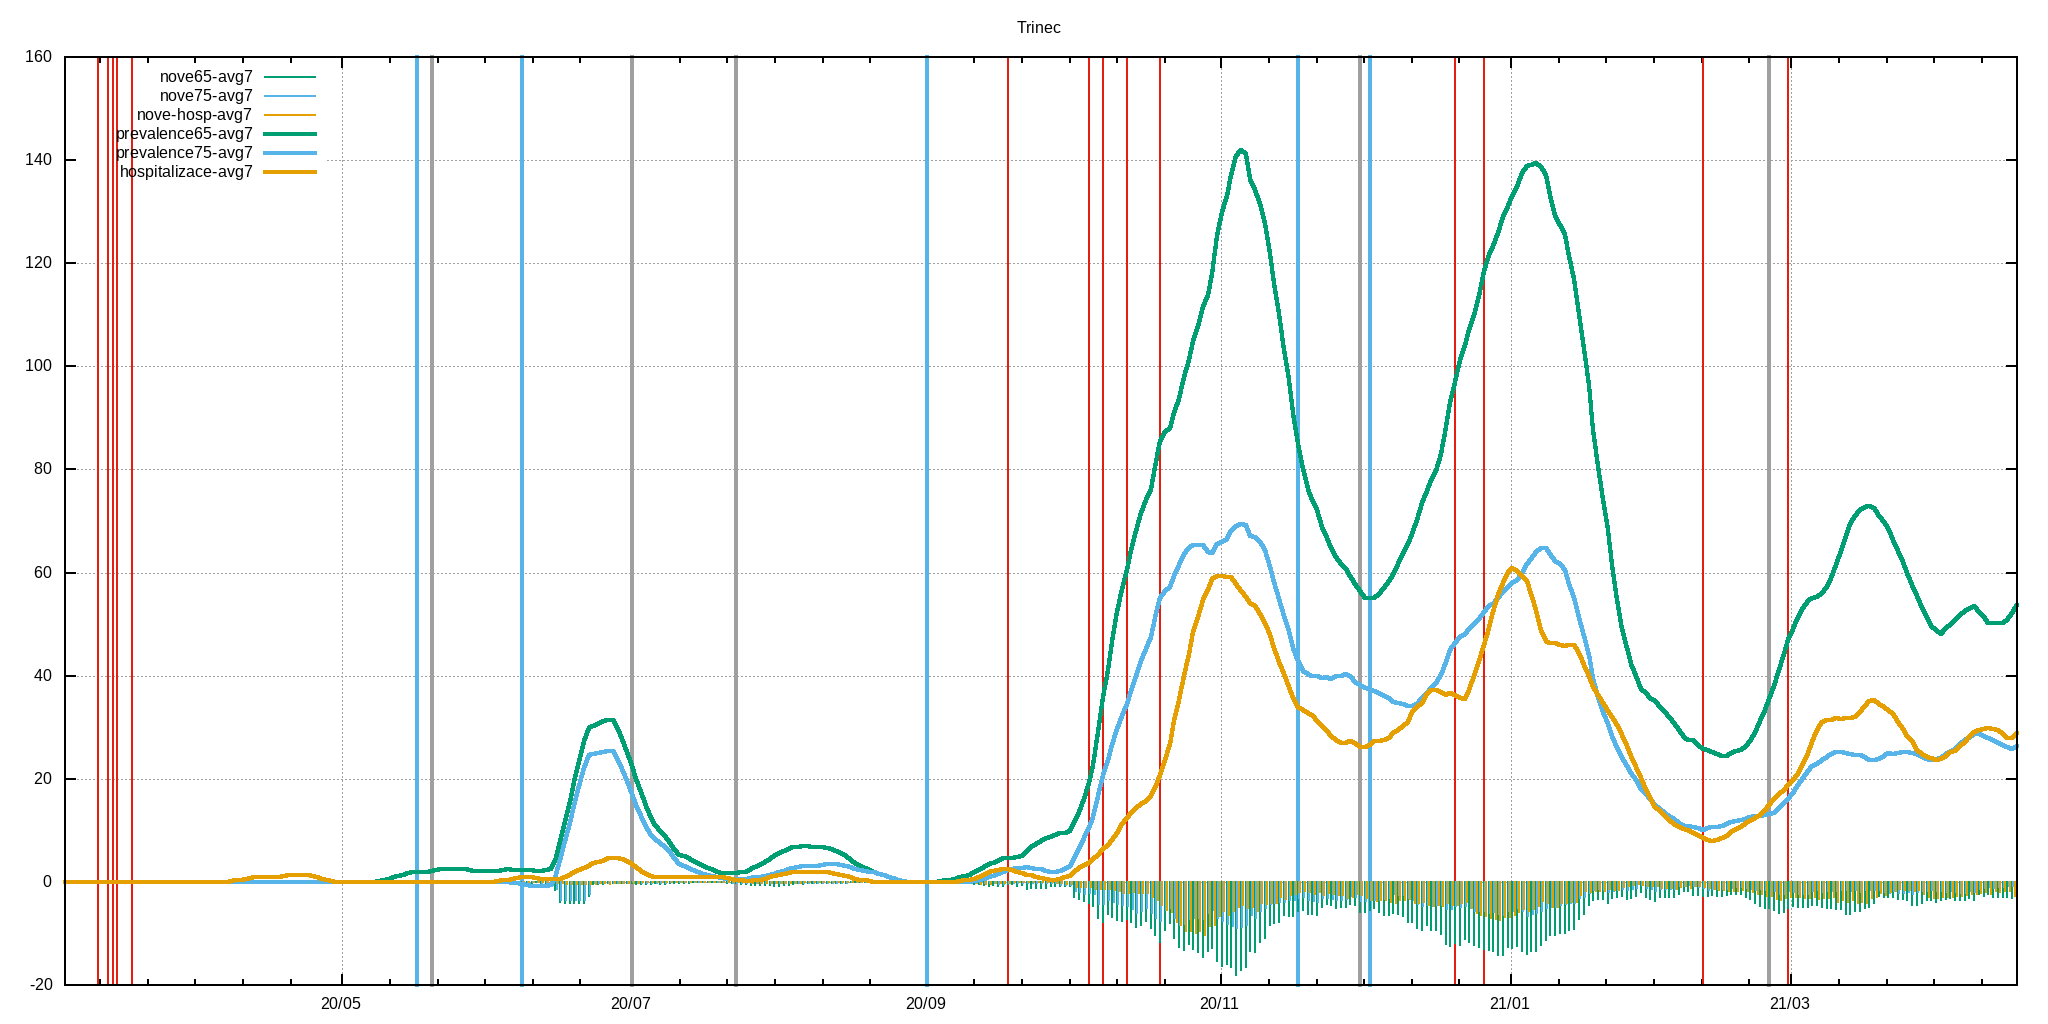 Trinec
160
140
120
100
80
60
40
20
0
-20
nove65-avg7
nove75-avg7
nove-hosp-avg7
prevalence65-avg7
prevalence75-avg7
hospitalizace-avg7
20/05 20/07 20/09 20/11 21/01 21/03